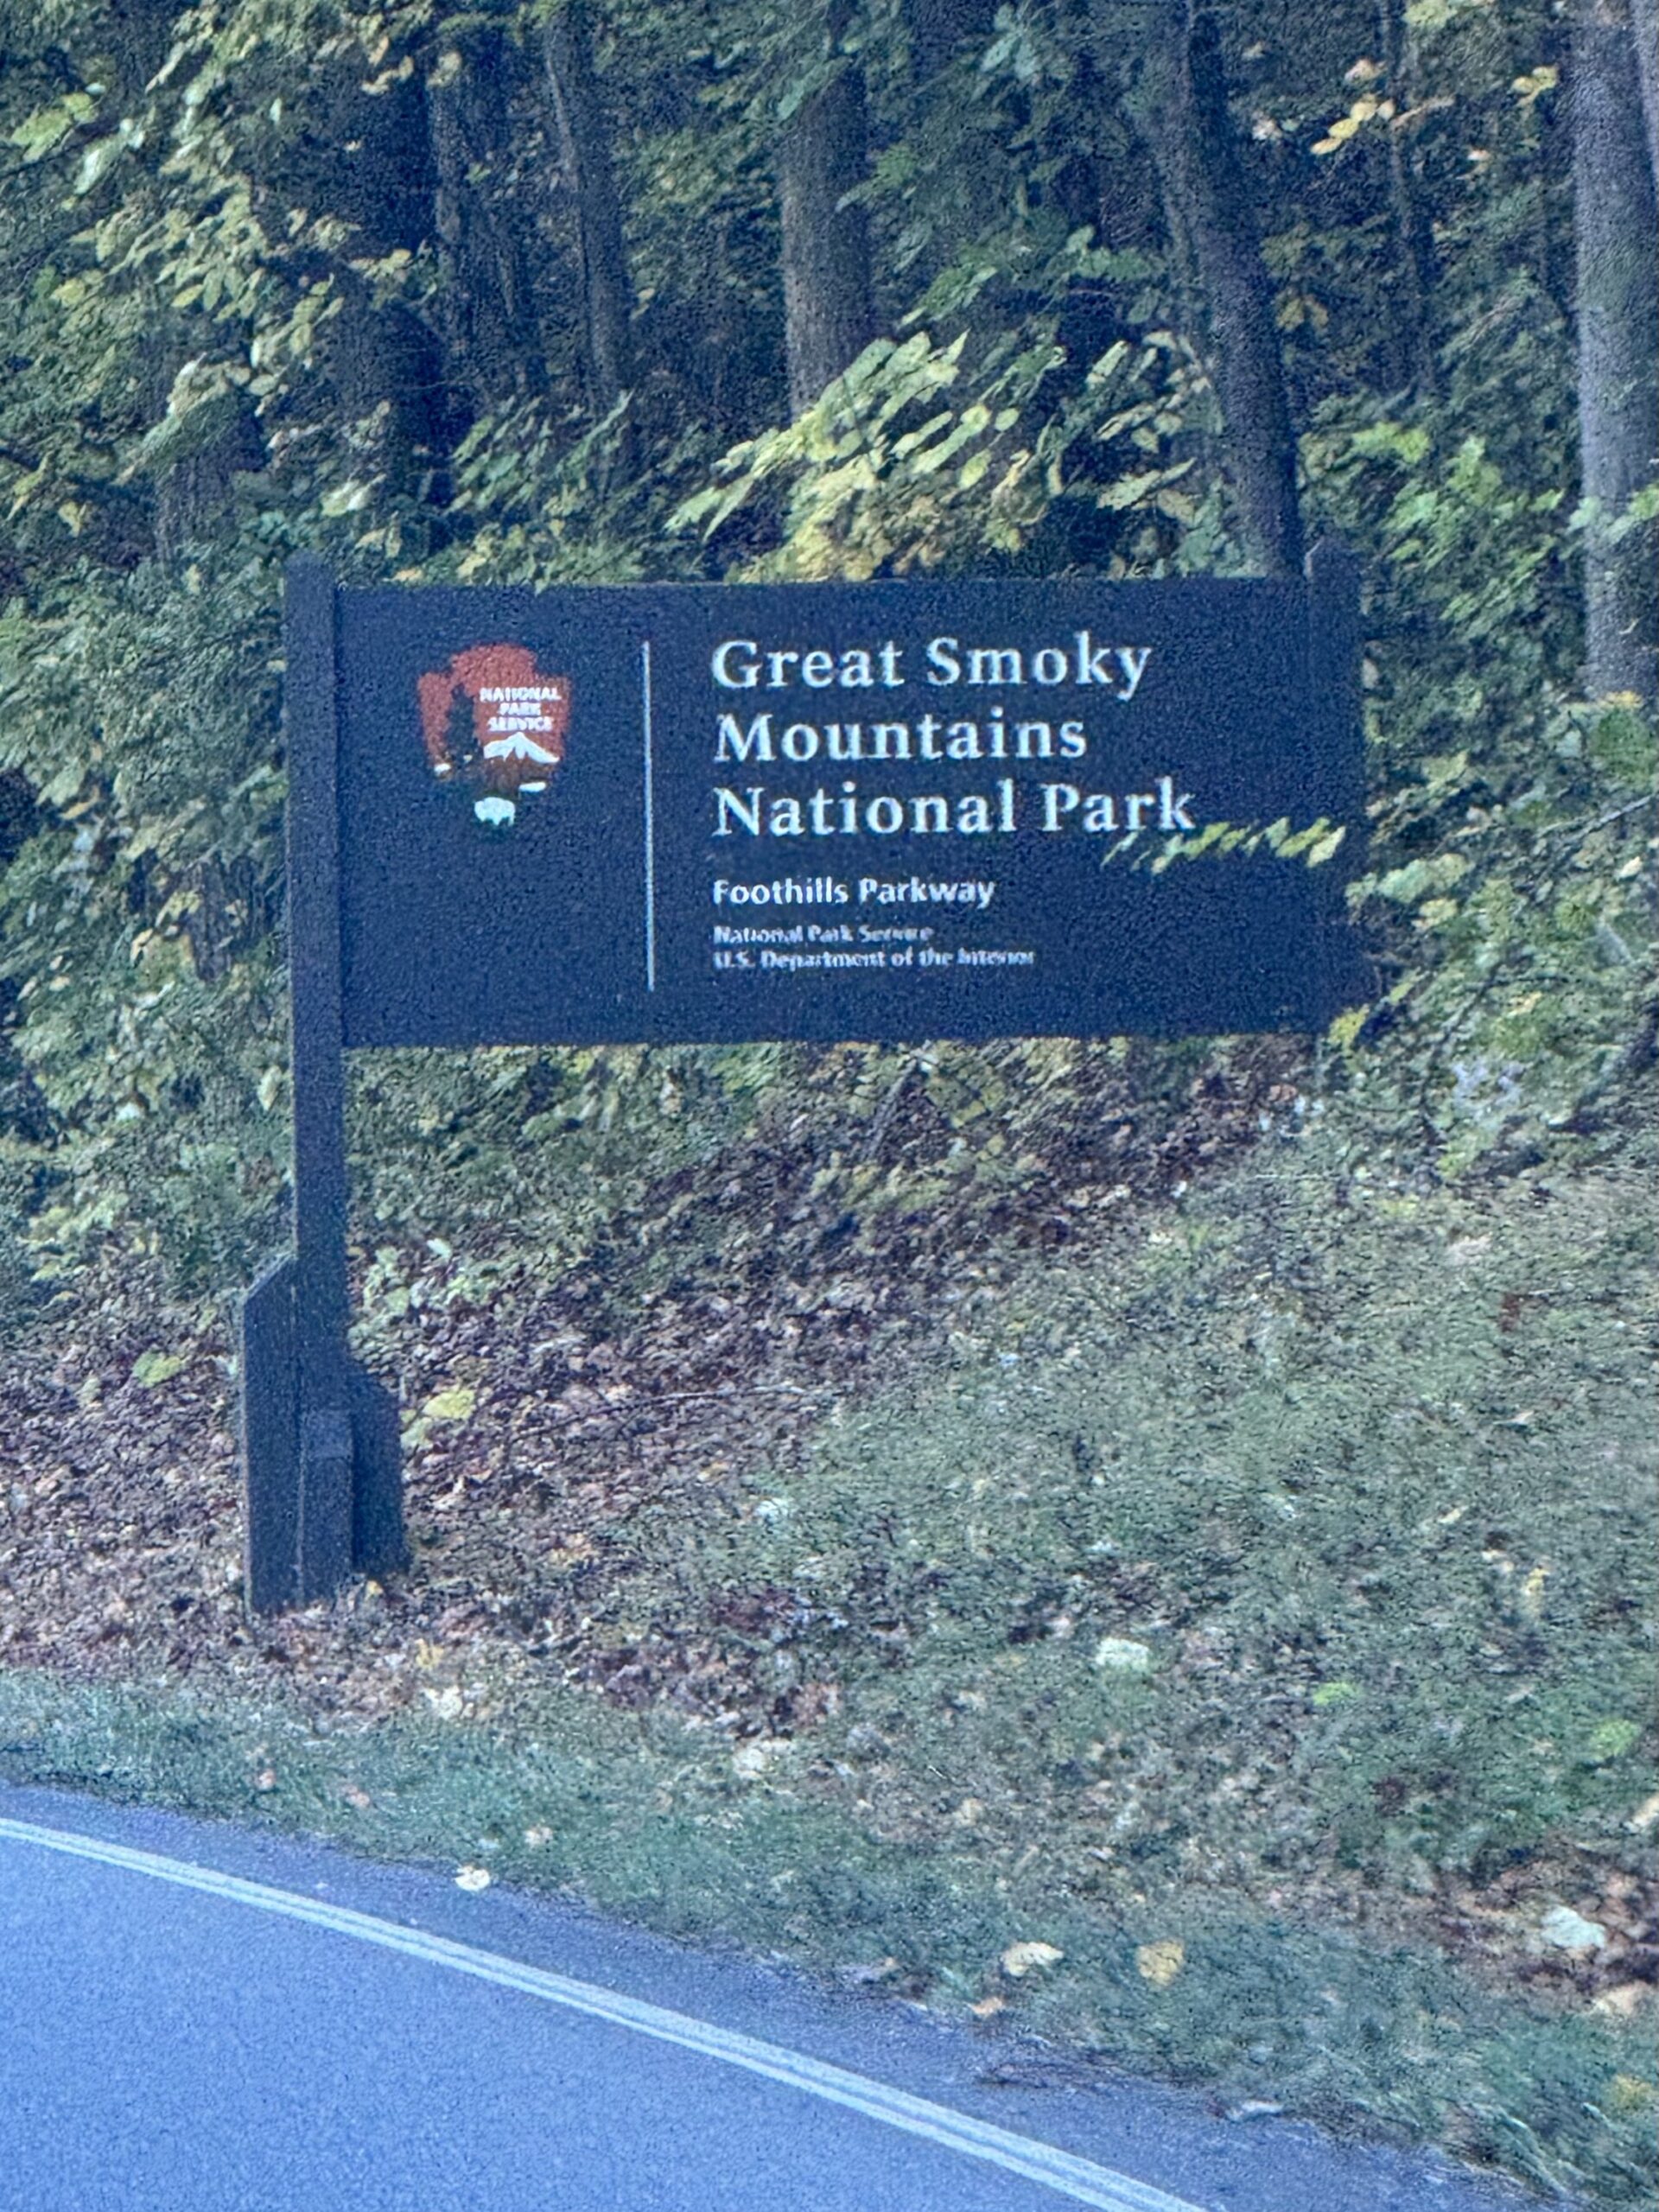 NATIONAL
PARK
SERVICE
Great Smoky
Mountains
National Park
Foothills Parkway
National Park Service
U.S. Department of the Interior